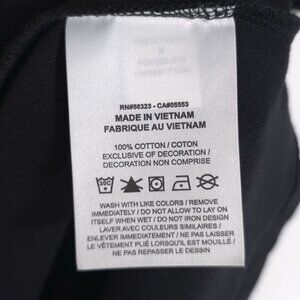 RN#56323 - CA#05553
MADE IN VIETNAM
FABRIQUE AU VIETNAM
100% COTTON / COTON
EXCLUSIVE OF DECORATION /
DECORATION NON COMPRISE
WASH WITH LIKE COLORS / REMOVE
IMMEDIATELY / DO NOT ALLOW TO LAY ON
ITSELF WHEN WET / DO NOT IRON DESIGN
LAVER AVEC COULEURS SIMILAIRES /
ENLEVER IMMÉDIATEMENT / NE PAS LAISSER
LE VÊTEMENT PLIÉ LORSQU'IL EST MOUILLÉ /
NE PAS REPASSER LE DESSIN